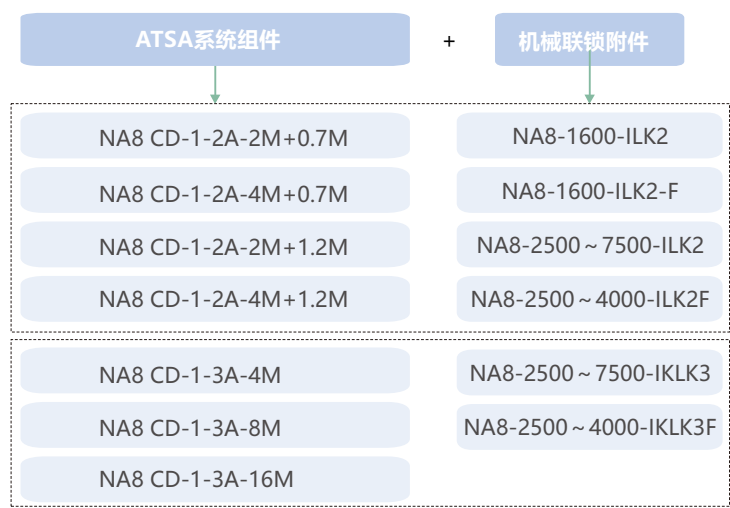 ATSA系统组件 + 机械联锁附件
NA8 CD-1-2A-2M+0.7M NA8-1600-ILK2
NA8 CD-1-2A-4M+0.7M NA8-1600-ILK2-F
NA8 CD-1-2A-2M+1.2M NA8-2500～7500-ILK2
NA8 CD-1-2A-4M+1.2M NA8-2500～4000-ILK2F
NA8 CD-1-3A-4M NA8-2500～7500-IKLK3
NA8 CD-1-3A-8M NA8-2500～4000-IKLK3F
NA8 CD-1-3A-16M